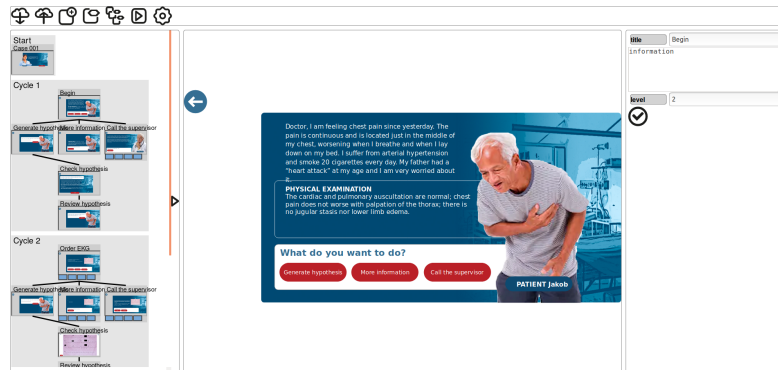 Start
Case 001
Cycle 1
Begin
Generate hypothesis
More information
Call the supervisor
Check hypothesis
Review hypothesis
Cycle 2
Order EKG
Generate hypothesis
More information
Call the supervisor
Check hypothesis
Review hypothesis
Doctor, I am feeling chest pain since yesterday. The
pain is continuous and is located just in the middle of
my chest, worsening when I breathe and when I lay
down on my bed. I suffer from arterial hypertension
and smoke 20 cigarettes every day. My father had a
"heart attack" at my age and I am very worried about
it.
PHYSICAL EXAMINATION
The cardiac and pulmonary auscultation are normal; chest
pain does not worse with palpation of the thorax; there is
no jugular stasis nor lower limb edema.
What do you want to do?
Generate hypothesis
More information
Call the supervisor
PATIENT Jakob
title
Begin
information
level
2